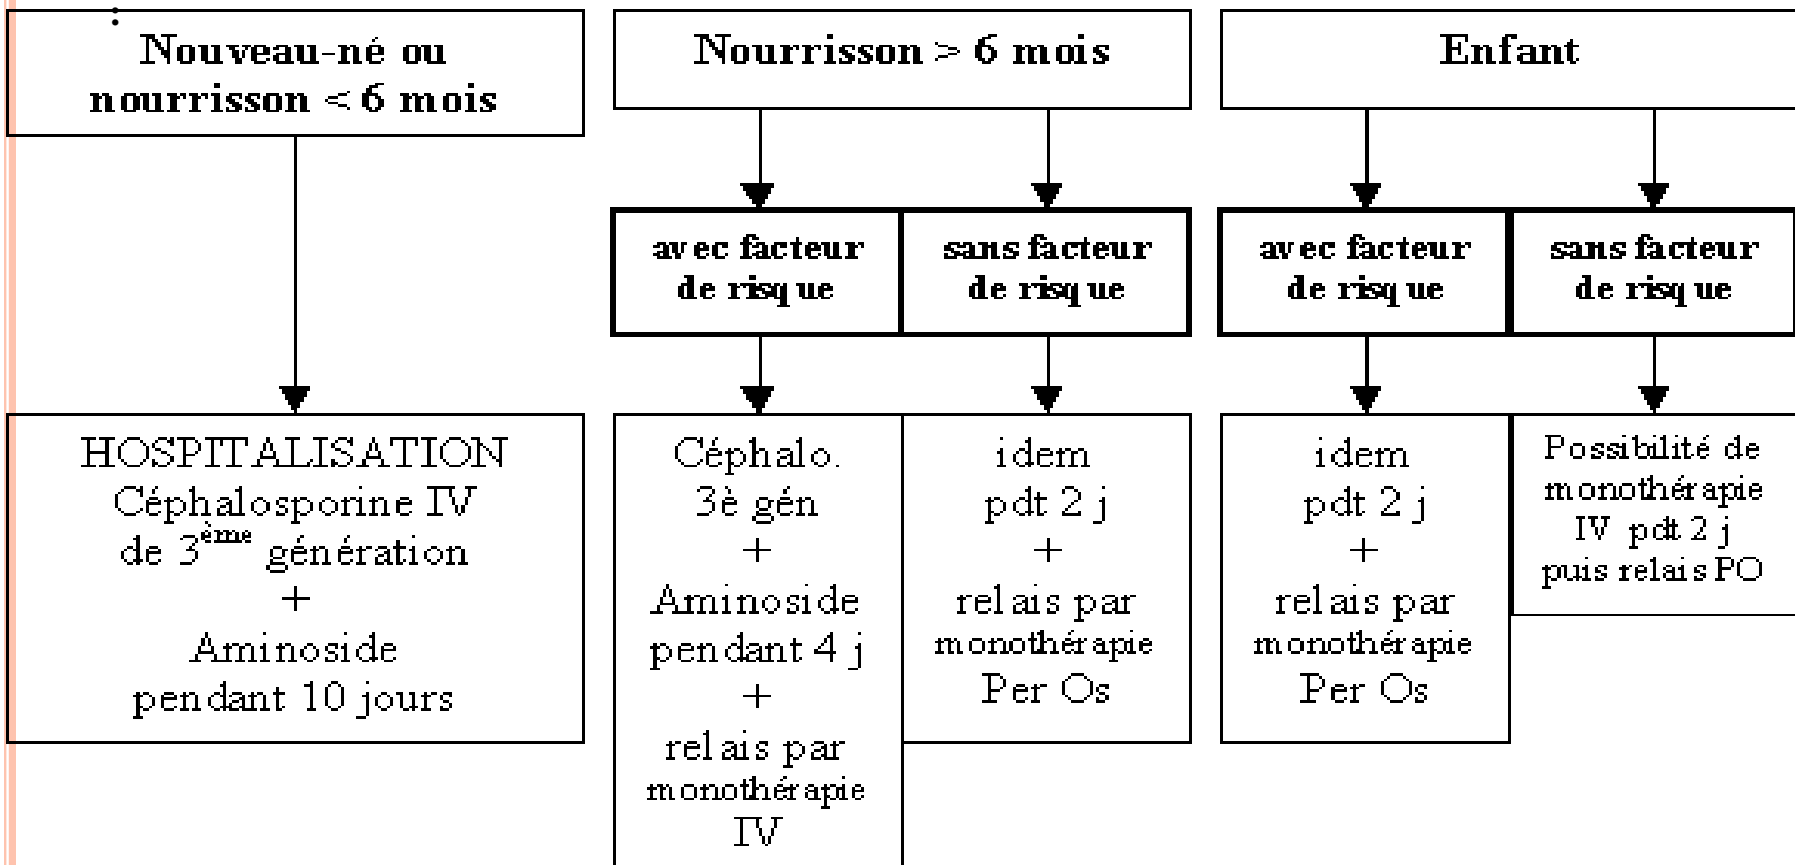 :
Nouveau-né ou
nourrisson < 6 mois
Nourrisson > 6 mois
Enfant
avec facteur
de risque
sans facteur
de risque
avec facteur
de risque
sans facteur
de risque
HOSPITALISATION
Céphalosporine IV
de 3ème génération
+
Aminoside
pendant 10 jours
Céphalo.
3è gén
+
Aminoside
pendant 4 j
+
relais par
monothérapie
IV
idem
pdt 2 j
+
relais par
monothérapie
Per Os
idem
pdt 2 j
+
relais par
monothérapie
Per Os
Possibilité de
monothérapie
IV pdt 2 j
puis relais PO